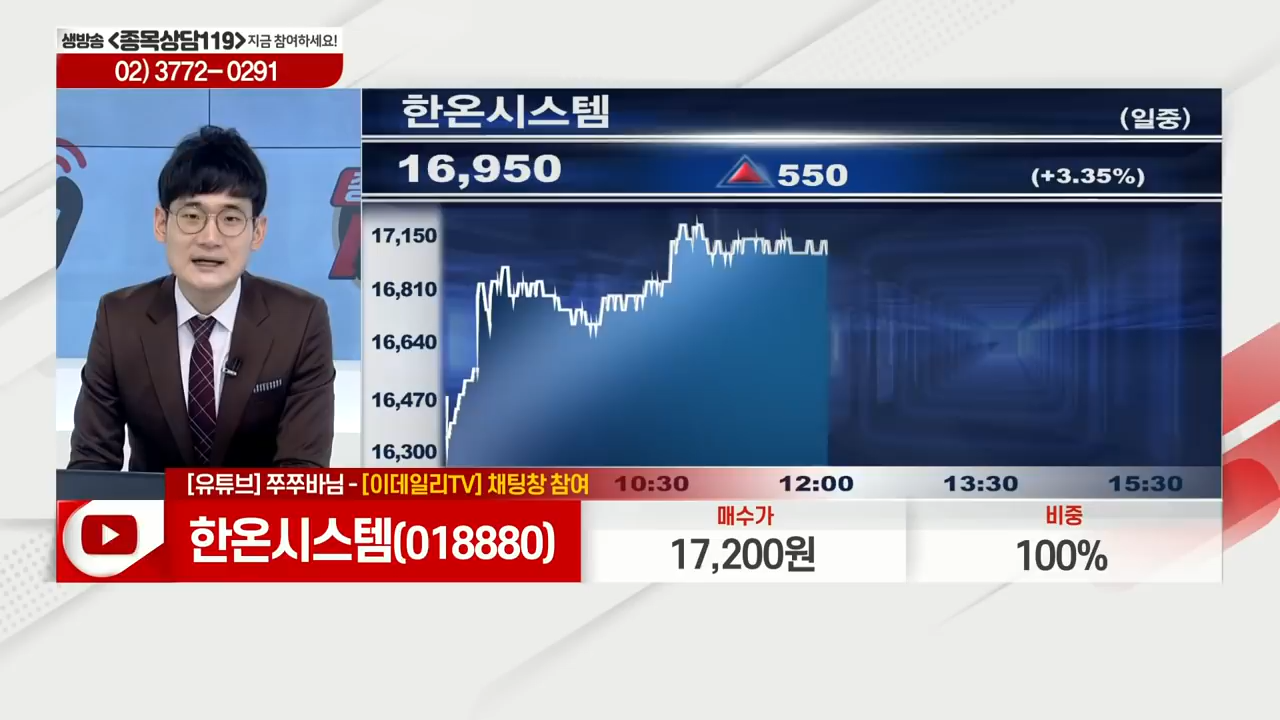 생방송 <종목상담119> 지금 참여하세요!
02) 3772-0291
한온시스템
(일중)
16,950
550
(+3.35%)
17,150
16,810
16,640
16,470
16,300
10:30
12:00
13:30
15:30
[유튜브] 쭈쭈바님 - [이데일리TV] 채팅창 참여
한온시스템(018880)
매수가
17,200원
비중
100%